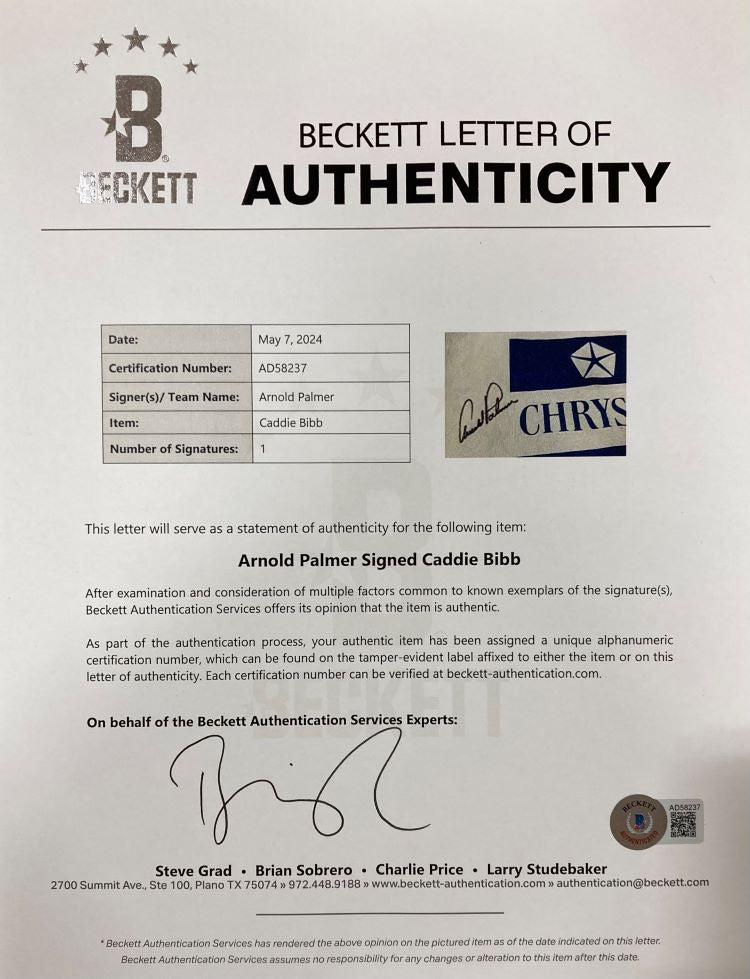 B
BECKETT
BECKETT LETTER OF
AUTHENTICITY
Date: May 7, 2024
Certification Number: AD58237
Signer(s)/ Team Name: Arnold Palmer
Item: Caddie Bibb
Number of Signatures: 1
Arnold Palmer
CHRYS
This letter will serve as a statement of authenticity for the following item:
Arnold Palmer Signed Caddie Bibb
After examination and consideration of multiple factors common to known exemplars of the signature(s),
Beckett Authentication Services offers its opinion that the item is authentic.
As part of the authentication process, your authentic item has been assigned a unique alphanumeric
certification number, which can be found on the tamper-evident label affixed to either the item or on this
letter of authenticity. Each certification number can be verified at beckett-authentication.com.
BECKETT
On behalf of the Beckett Authentication Services Experts:
BECKETT
B
AUTHENTICATED
AD58237
Steve Grad • Brian Sobrero • Charlie Price • Larry Studebaker
2700 Summit Ave., Ste 100, Plano TX 75074 » 972.448.9188 » www.beckett-authentication.com » authentication@beckett.com
* Beckett Authentication Services has rendered the above opinion on the pictured item as of the date indicated on this letter.
Beckett Authentication Services assumes no responsibility for any changes or alteration to this item after this date.